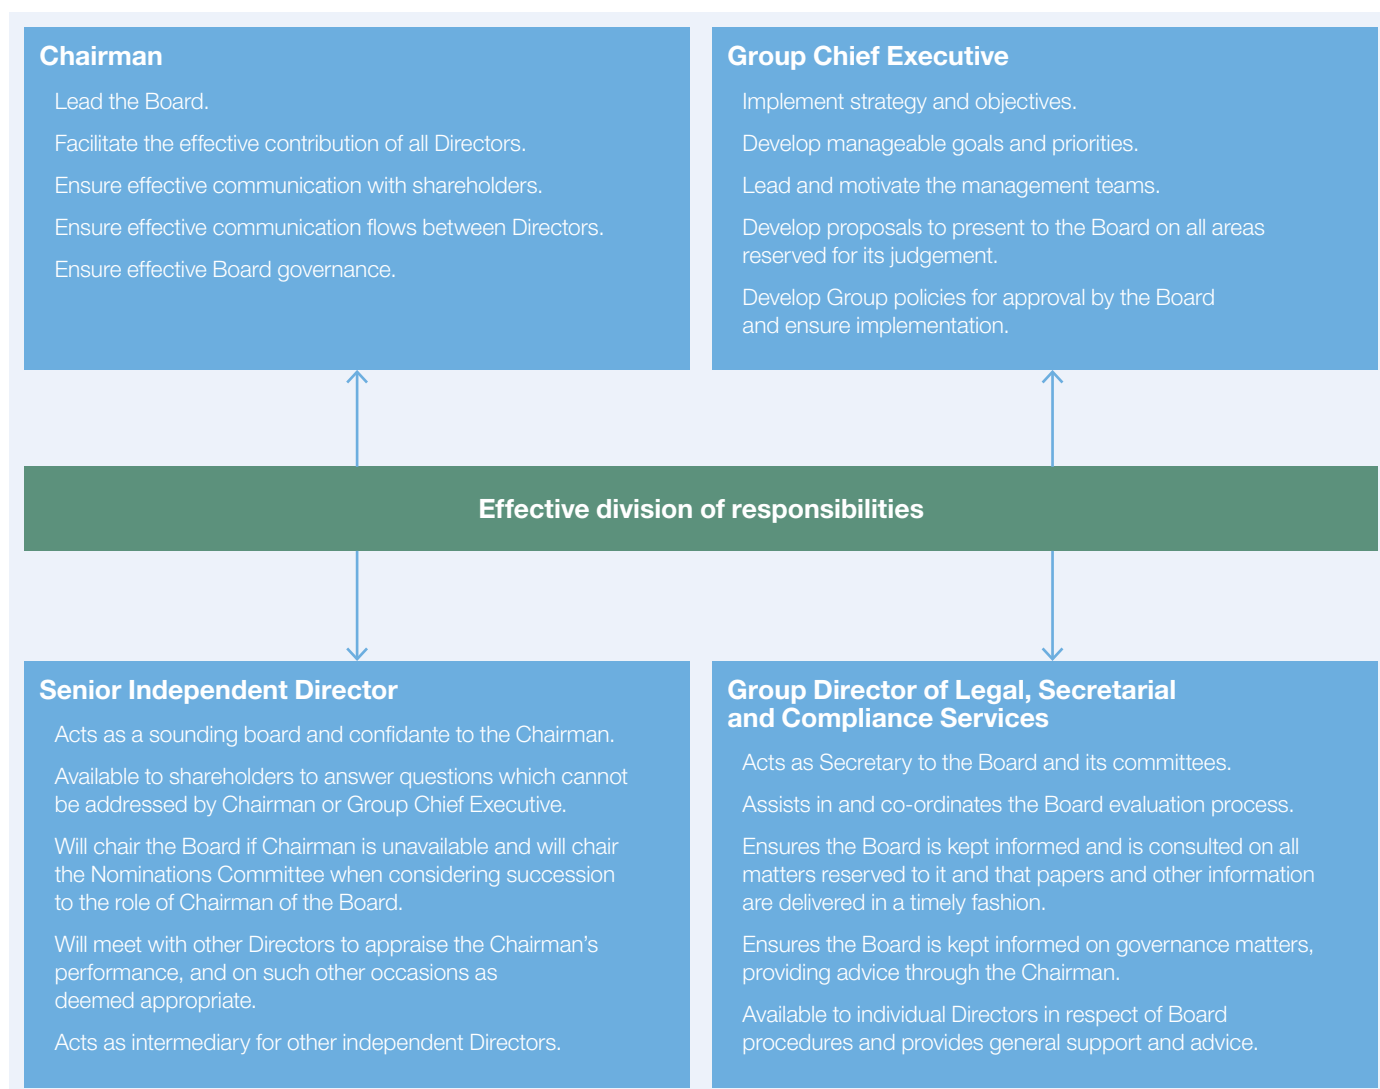 Chairman
Lead the Board.
Facilitate the effective contribution of all Directors.
Ensure effective communication with shareholders.
Ensure effective communication flows between Directors.
Ensure effective Board governance.
Group Chief Executive
Implement strategy and objectives.
Develop manageable goals and priorities.
Lead and motivate the management teams.
Develop proposals to present to the Board on all areas
reserved for its judgement.
Develop Group policies for approval by the Board
and ensure implementation.
Effective division of responsibilities
Senior Independent Director
Acts as a sounding board and confidante to the Chairman.
Available to shareholders to answer questions which cannot
be addressed by Chairman or Group Chief Executive.
Will chair the Board if Chairman is unavailable and will chair
the Nominations Committee when considering succession
to the role of Chairman of the Board.
Will meet with other Directors to appraise the Chairman’s
performance, and on such other occasions as
deemed appropriate.
Acts as intermediary for other independent Directors.
Group Director of Legal, Secretarial
and Compliance Services
Acts as Secretary to the Board and its committees.
Assists in and co-ordinates the Board evaluation process.
Ensures the Board is kept informed and is consulted on all
matters reserved to it and that papers and other information
are delivered in a timely fashion.
Ensures the Board is kept informed on governance matters,
providing advice through the Chairman.
Available to individual Directors in respect of Board
procedures and provides general support and advice.